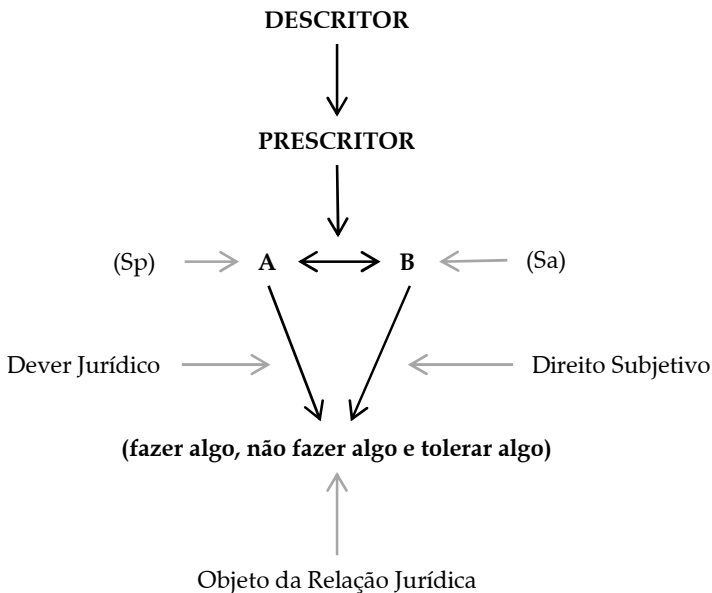 DESCRITOR
PRESCRITOR
(Sp) A B (Sa)
Dever Jurídico Direito Subjetivo
(fazer algo, não fazer algo e tolerar algo)
Objeto da Relação Jurídica